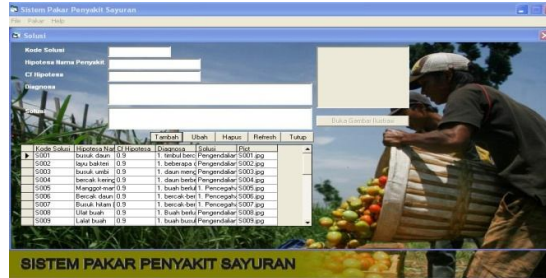 Sistem Pakar Penyakit Sayuran
File Pakar Help
Solusi
Kode Solusi
Hipotesa Nama Penyakit
Cf Hipotesa
Diagnosa
Solusi
Buka Gambar Ilustrasi
Tambah Ubah Hapus Refresh Tutup
Kode Solusi Hipotesa Nar Cf Hipotesa Diagnosa Solusi Pict
S001 busuk daun 0.9 1. timbul berc Pengendalian S001.jpg
S002 layu bakteri 0.9 1. beberapa Pengendalian S002.jpg
S003 busuk umbi 0.9 1. daun meng Pengendalian S003.jpg
S004 bercak kering 0.9 1. daun berbe Pengendalian S004.jpg
S005 Manggot-mar 0.9 1. buah berlul 1. Pencegaha S005.jpg
S006 Bercak daun 0.9 1. bercak-ber 1. Pencegaha S006.jpg
S007 Busuk Hitam ( 0.9 1. bercak-ber 1. Pencegaha S007.jpg
S008 Ulat buah 0.9 1. Buah berlu Pengendalian S008.jpg
S009 Lalat buah 0.9 1. buah busul Pengendalian S009.jpg
SISTEM PAKAR PENYAKIT SAYURAN